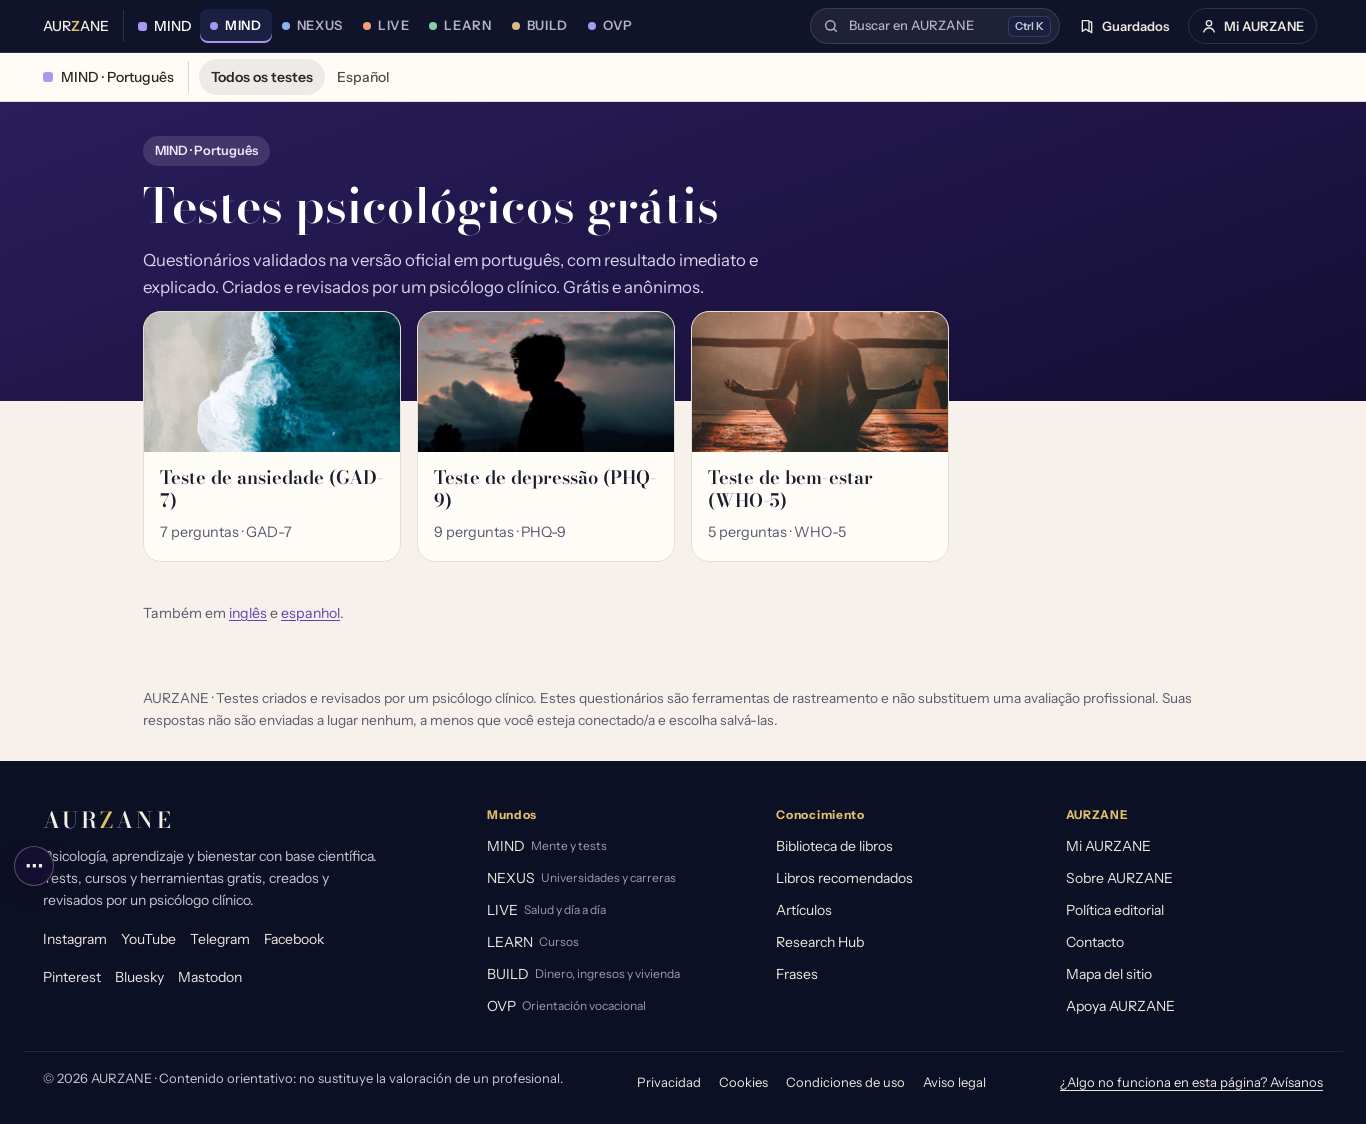 AURZANE
MIND
MIND
NEXUS
LIVE
LEARN
BUILD
OVP
Buscar en AURZANE
Ctrl K
Guardados
Mi AURZANE
MIND · Português
Todos os testes
Español
MIND · Português
Testes psicológicos grátis
Questionários validados na versão oficial em português, com resultado imediato e
explicado. Criados e revisados por um psicólogo clínico. Grátis e anônimos.
Teste de ansiedade (GAD-
7)
7 perguntas · GAD-7
Teste de depressão (PHQ-
9)
9 perguntas · PHQ-9
Teste de bem-estar
(WHO-5)
5 perguntas · WHO-5
Também em inglês e espanhol.
AURZANE · Testes criados e revisados por um psicólogo clínico. Estes questionários são ferramentas de rastreamento e não substituem uma avaliação profissional. Suas
respostas não são enviadas a lugar nenhum, a menos que você esteja conectado/a e escolha salvá-las.
AURZANE
Psicología, aprendizaje y bienestar con base científica.
Tests, cursos y herramientas gratis, creados y
revisados por un psicólogo clínico.
Instagram
YouTube
Telegram
Facebook
Pinterest
Bluesky
Mastodon
Mundos
MIND Mente y tests
NEXUS Universidades y carreras
LIVE Salud y día a día
LEARN Cursos
BUILD Dinero, ingresos y vivienda
OVP Orientación vocacional
Conocimiento
Biblioteca de libros
Libros recomendados
Artículos
Research Hub
Frases
AURZANE
Mi AURZANE
Sobre AURZANE
Política editorial
Contacto
Mapa del sitio
Apoya AURZANE
© 2026 AURZANE · Contenido orientativo: no sustituye la valoración de un profesional.
Privacidad
Cookies
Condiciones de uso
Aviso legal
¿Algo no funciona en esta página? Avísanos